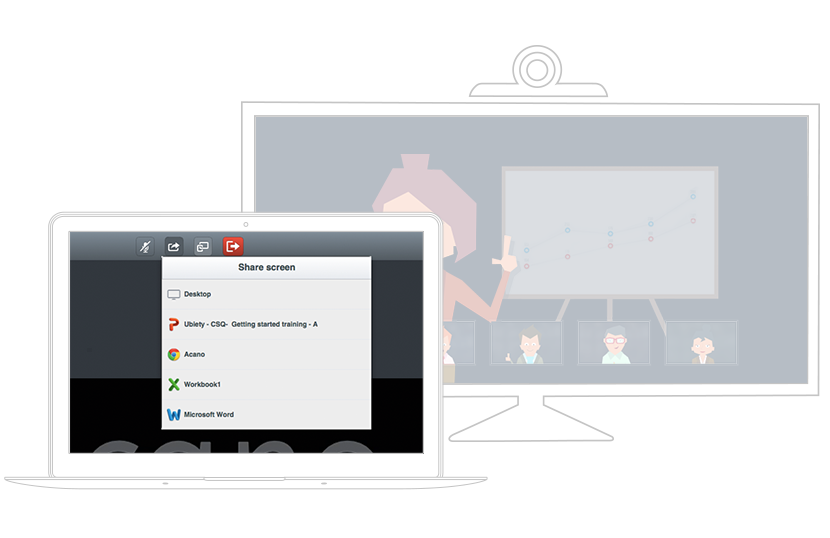 Share screen
Desktop
Ubiety - CSQ-  Getting started training - A
Acano
Workbook1
Microsoft Word